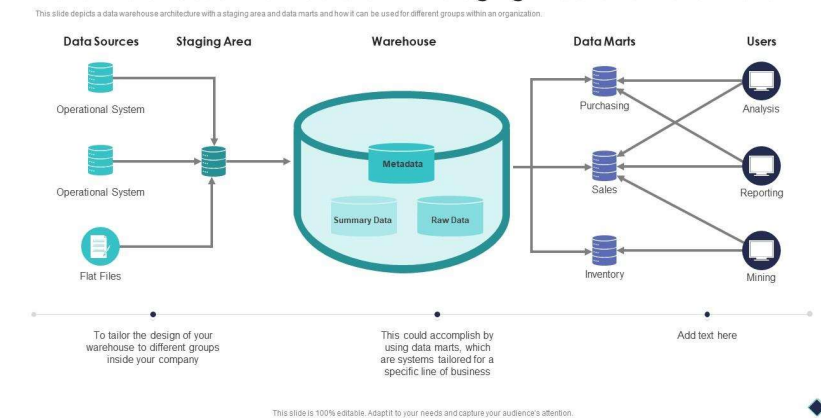 This slide depicts a data warehouse architecture with a staging area and data marts and how it can be used for different groups within an organization.
Data Sources
Staging Area
Warehouse
Data Marts
Users
Operational System
Purchasing
Analysis
Metadata
Operational System
Sales
Reporting
Summary Data
Raw Data
Flat Files
Inventory
Mining
To tailor the design of your
warehouse to different groups
inside your company
This could accomplish by
using data marts, which
are systems tailored for a
specific line of business
Add text here
This slide is 100% editable. Adapt it to your needs and capture your audience's attention.